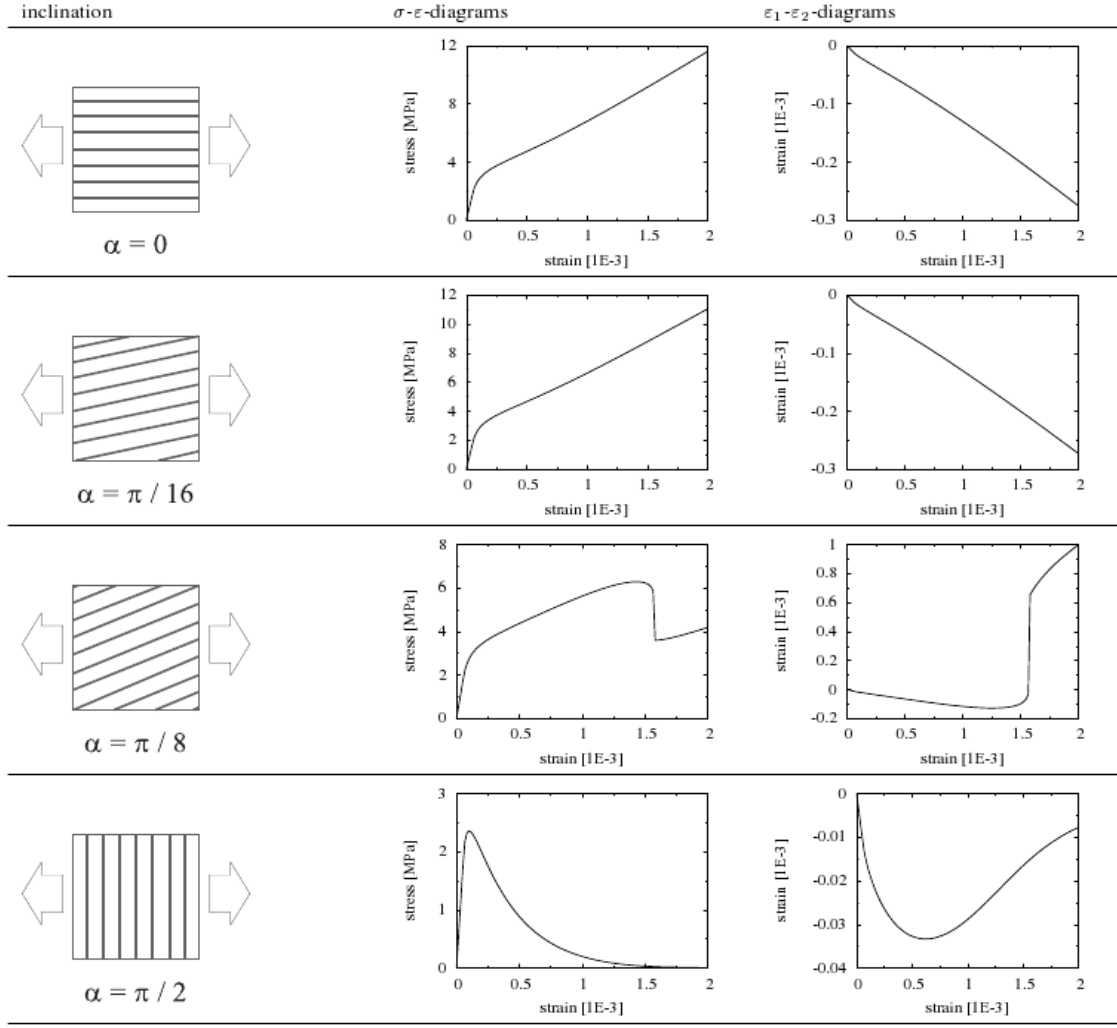 inclination σ-ε-diagrams ε₁-ε₂-diagrams
α = 0
stress [MPa]
12
8
4
0
0 0.5 1 1.5 2
strain [1E-3]
strain [1E-3]
0
-0.1
-0.2
-0.3
0 0.5 1 1.5 2
strain [1E-3]
α = π / 16
stress [MPa]
12
10
8
6
4
2
0
0 0.5 1 1.5 2
strain [1E-3]
strain [1E-3]
0
-0.1
-0.2
-0.3
0 0.5 1 1.5 2
strain [1E-3]
α = π / 8
stress [MPa]
8
6
4
2
0
0 0.5 1 1.5 2
strain [1E-3]
strain [1E-3]
1
0.8
0.6
0.4
0.2
0
-0.2
0 0.5 1 1.5 2
strain [1E-3]
α = π / 2
stress [MPa]
3
2
1
0
0 0.5 1 1.5 2
strain [1E-3]
strain [1E-3]
0
-0.01
-0.02
-0.03
-0.04
0 0.5 1 1.5 2
strain [1E-3]